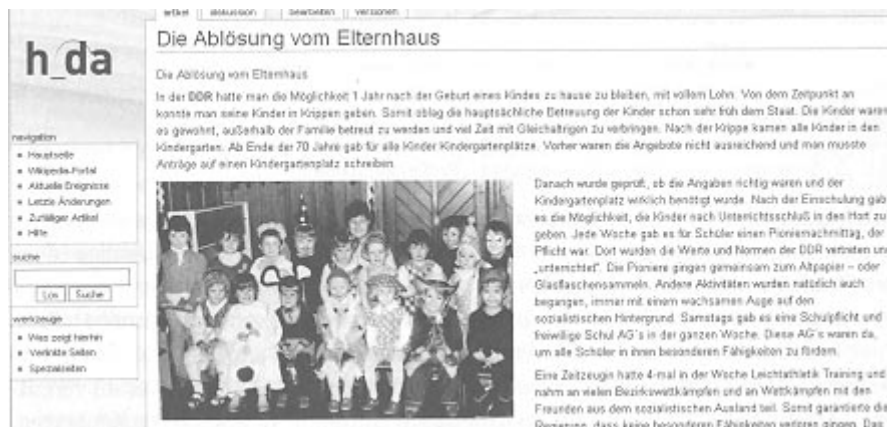 artikel diskussion bearbeiten versionen
h_da
Die Ablösung vom Elternhaus
Die Ablösung vom Elternhaus
In der DDR hatte man die Möglichkeit 1 Jahr nach der Geburt eines Kindes zu hause zu bleiben, mit vollem Lohn. Von dem Zeitpunkt an
konnte man seine Kinder in Krippen geben. Somit oblag die hauptsächliche Betreuung der Kinder schon sehr früh dem Staat. Die Kinder waren
es gewohnt, außerhalb der Familie betreut zu werden und viel Zeit mit Gleichaltrigen zu verbringen. Nach der Krippe kamen alle Kinder in den
Kindergarten. Ab Ende der 70 Jahre gab für alle Kinder Kindergartenplätze. Vorher waren die Angebote nicht ausreichend und man musste
Anträge auf einen Kindergartenplatz schreiben.
navigation
Hauptseite
Wikipedia-Portal
Aktuelle Ereignisse
Letzte Änderungen
Zufälliger Artikel
Hilfe
suche
Los Suche
werkzeuge
Was zeigt hierhin
Verlinkte Seiten
Spezialseiten
Danach wurde geprüft, ob die Angaben richtig waren und der
Kindergartenplatz wirklich benötigt wurde. Nach der Einschulung gab
es die Möglichkeit, die Kinder nach Unterrichtsschluß in den Hort zu
geben. Jede Woche gab es für Schüler einen Pioniernachmittag, der
Pflicht war. Dort wurden die Werte und Normen der DDR vertreten und
„unterrichtet". Die Pioniere gingen gemeinsam zum Altpapier – oder
Glasflaschensammeln. Andere Aktivitäten wurden natürlich auch
begangen, immer mit einem wachsamen Auge auf den
sozialistischen Hintergrund. Samstags gab es eine Schulpflicht und
freiwillige Schul AG´s in der ganzen Woche. Diese AG´s waren da,
um alle Schüler in ihren besonderen Fähigkeiten zu fördern.
Eine Zeitzeugin hatte 4-mal in der Woche Leichtathletik Training und
nahm an vielen Bezirkswettkämpfen und an Wettkämpfen mit den
Freunden aus dem sozialistischen Ausland teil. Somit garantierte die
Regierung, dass keine besonderen Fähigkeiten verloren gingen. Das